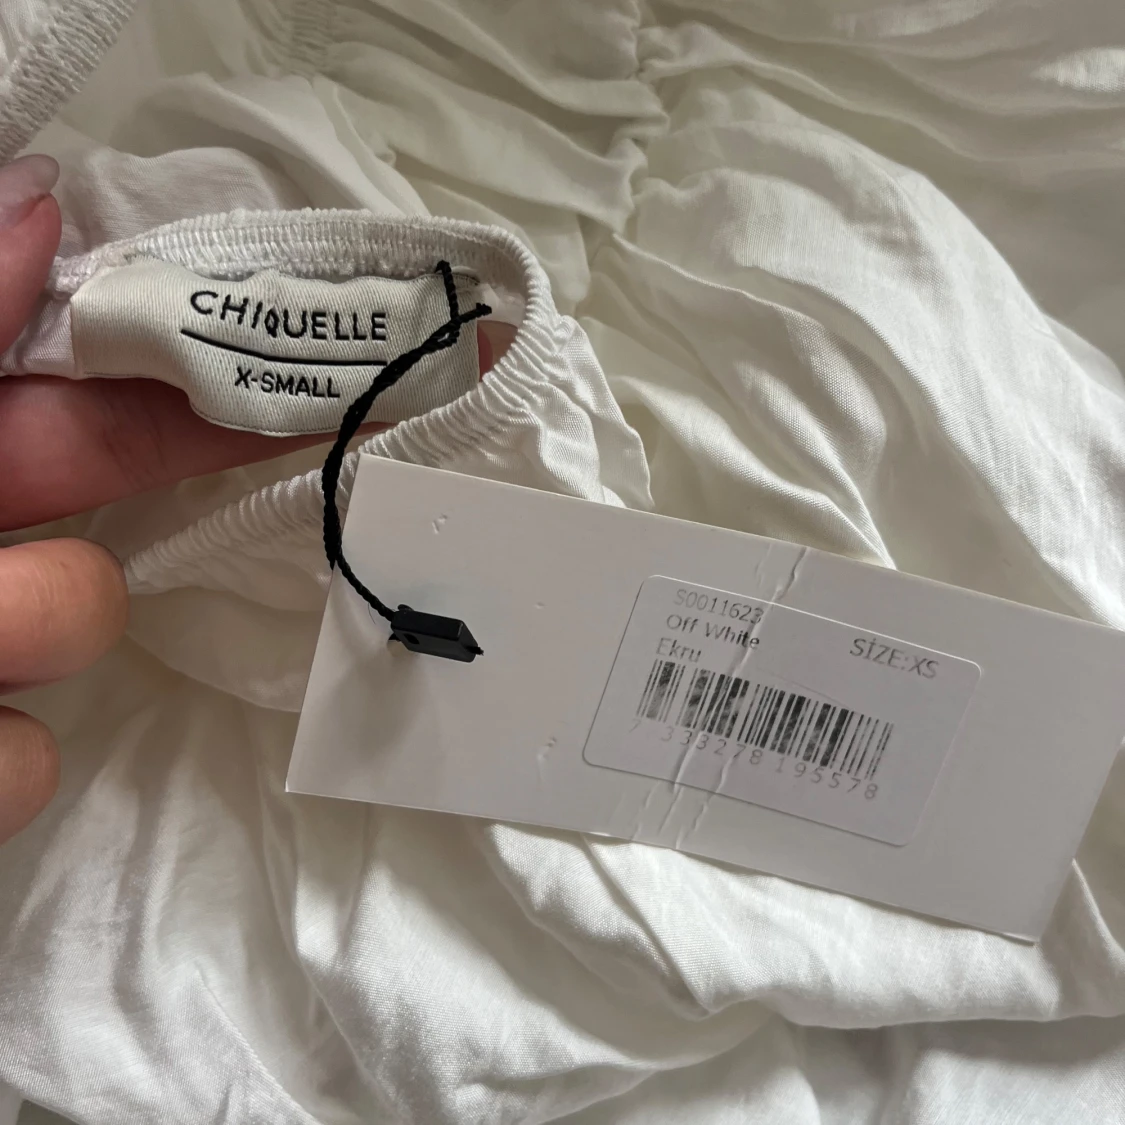 CHIQUELLE
X-SMALL
S0011623
Off White
SİZE:XS
Ekru
7 333278 195578